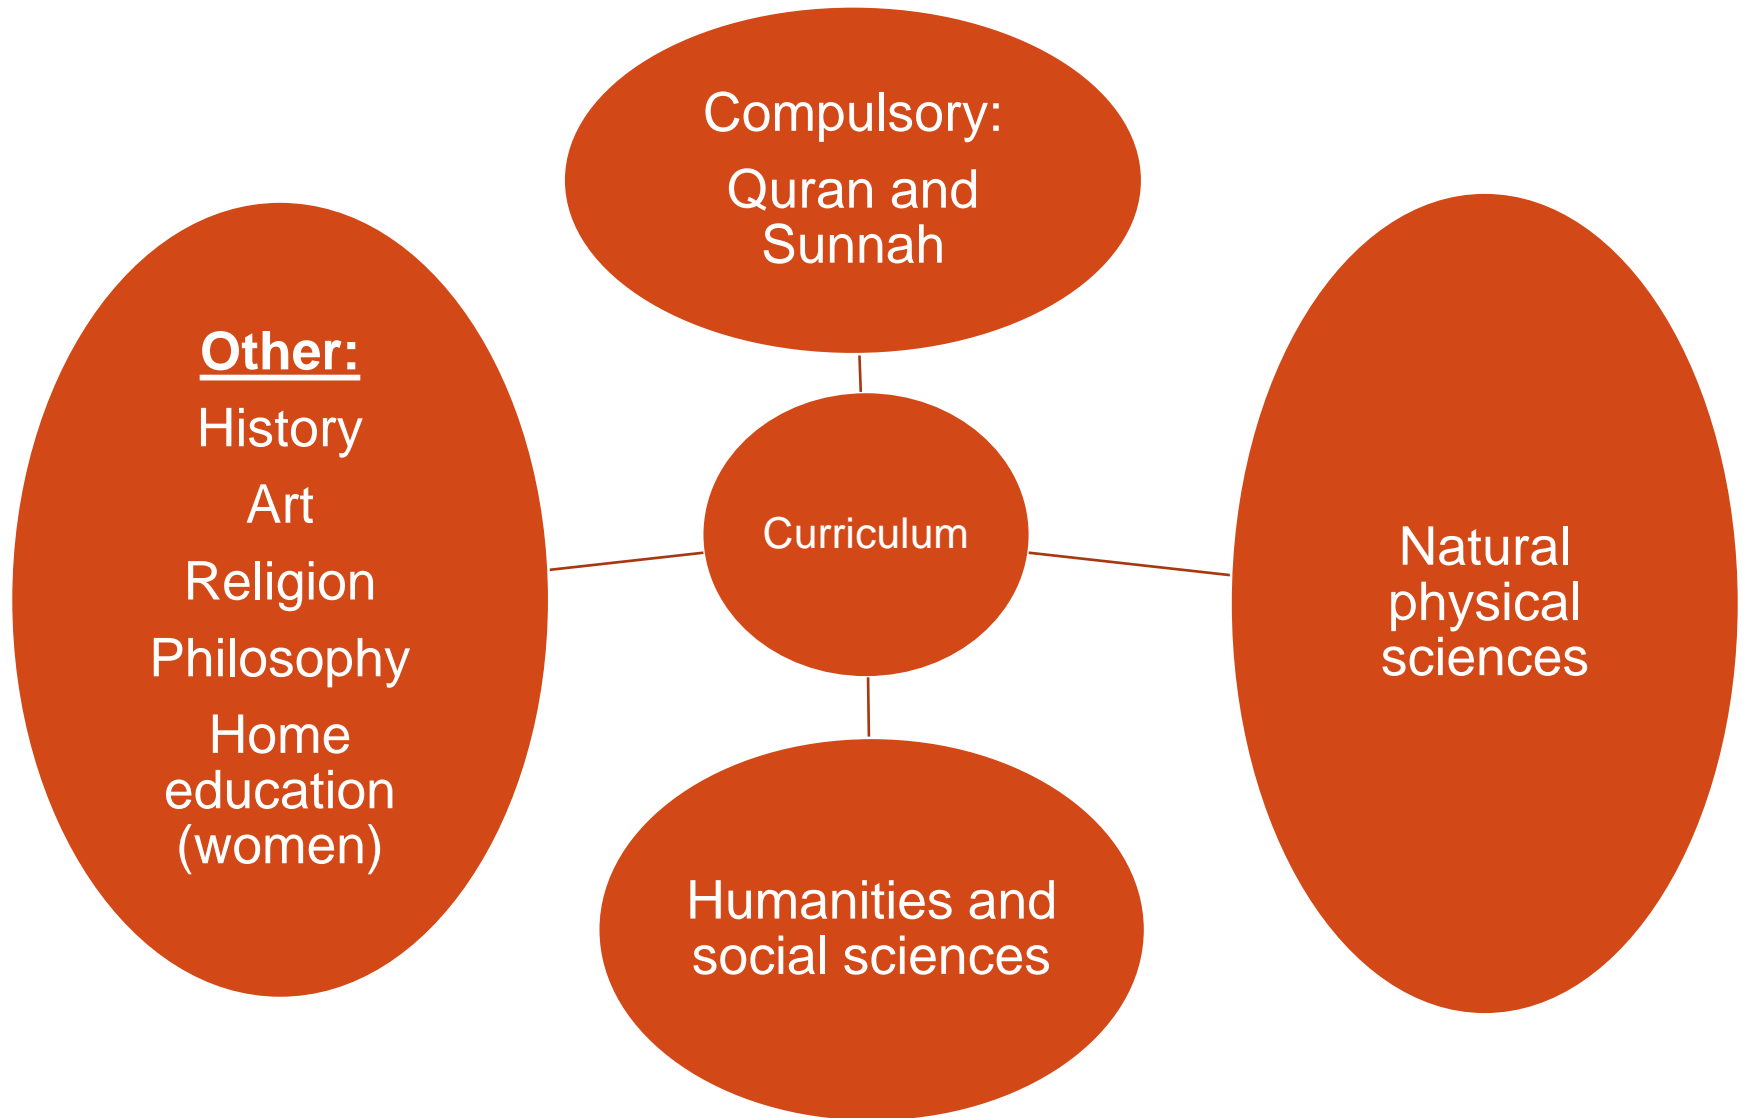 Compulsory:
Quran and
Sunnah
Other:
History
Art
Religion
Philosophy
Home
education
(women)
Curriculum
Natural
physical
sciences
Humanities and
social sciences